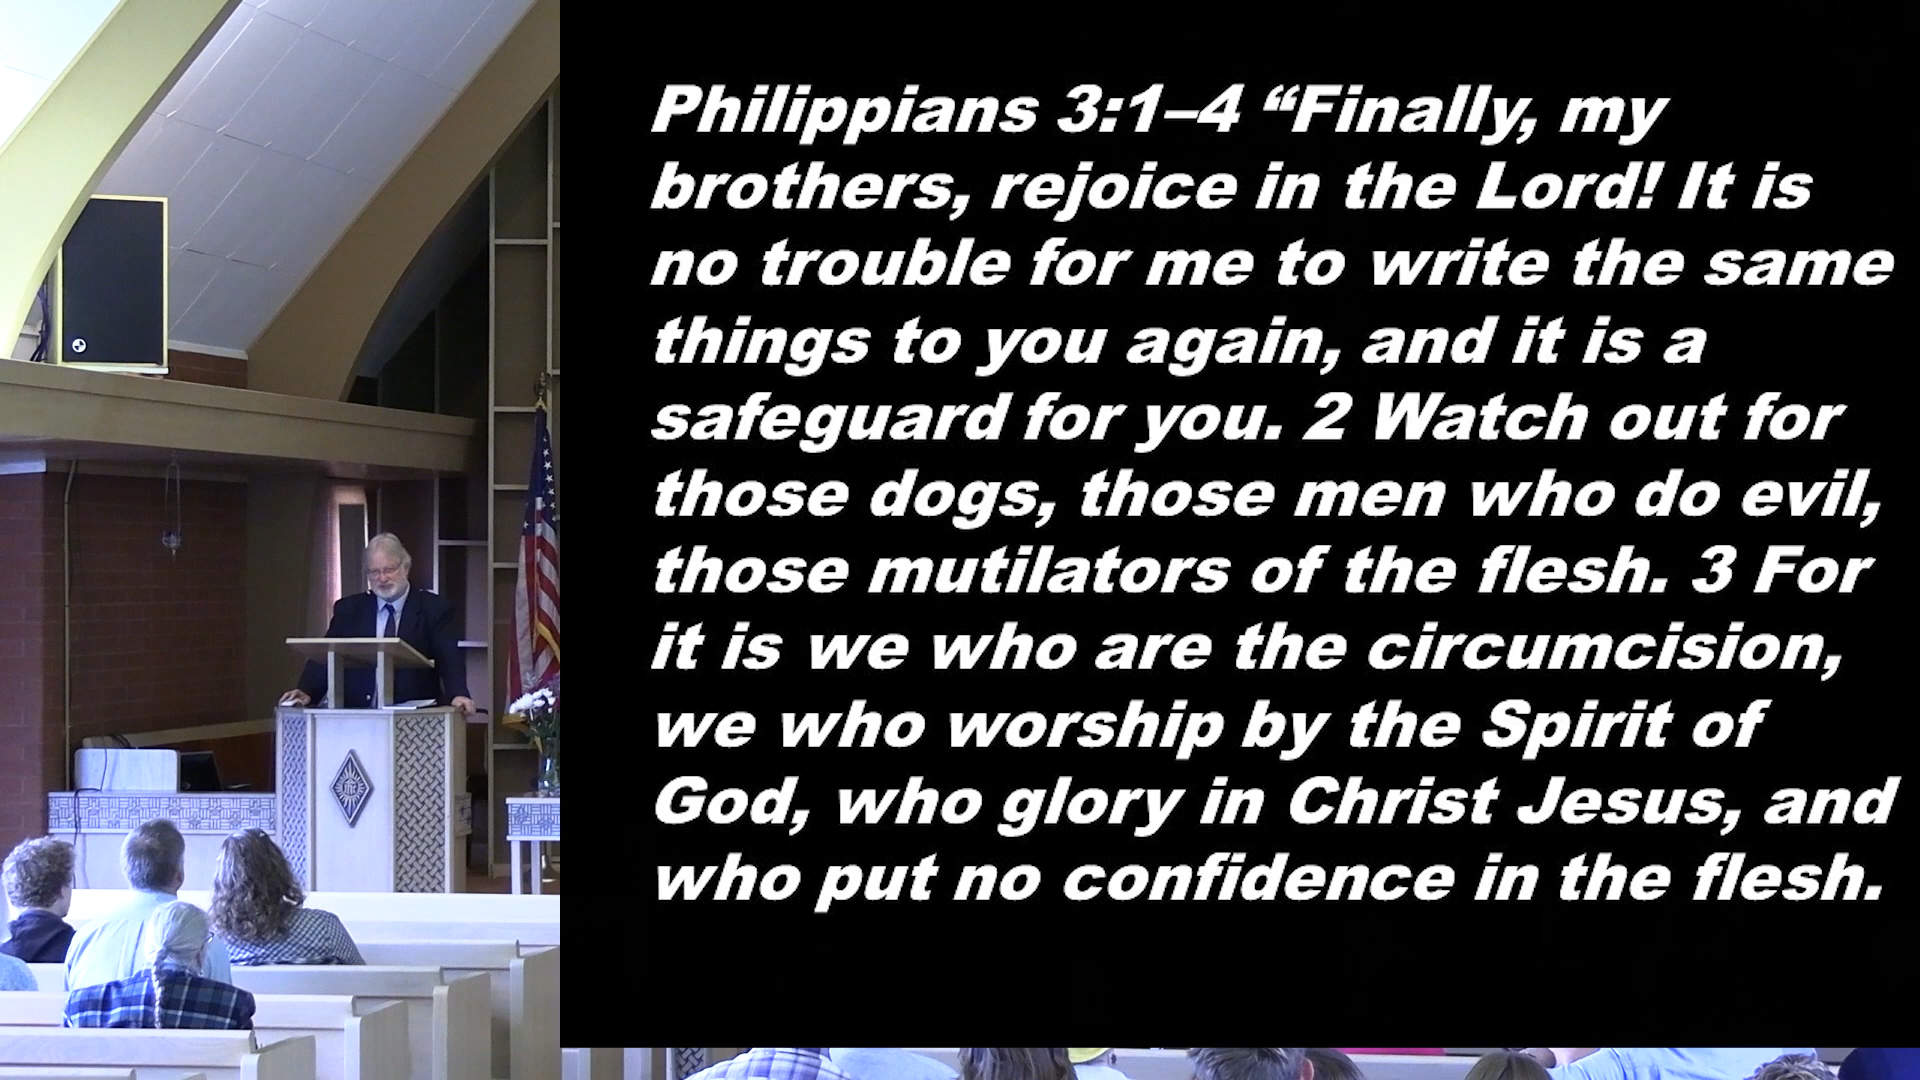 Philippians 3:1–4 “Finally, my
brothers, rejoice in the Lord! It is
no trouble for me to write the same
things to you again, and it is a
safeguard for you. 2 Watch out for
those dogs, those men who do evil,
those mutilators of the flesh. 3 For
it is we who are the circumcision,
we who worship by the Spirit of
God, who glory in Christ Jesus, and
who put no confidence in the flesh.